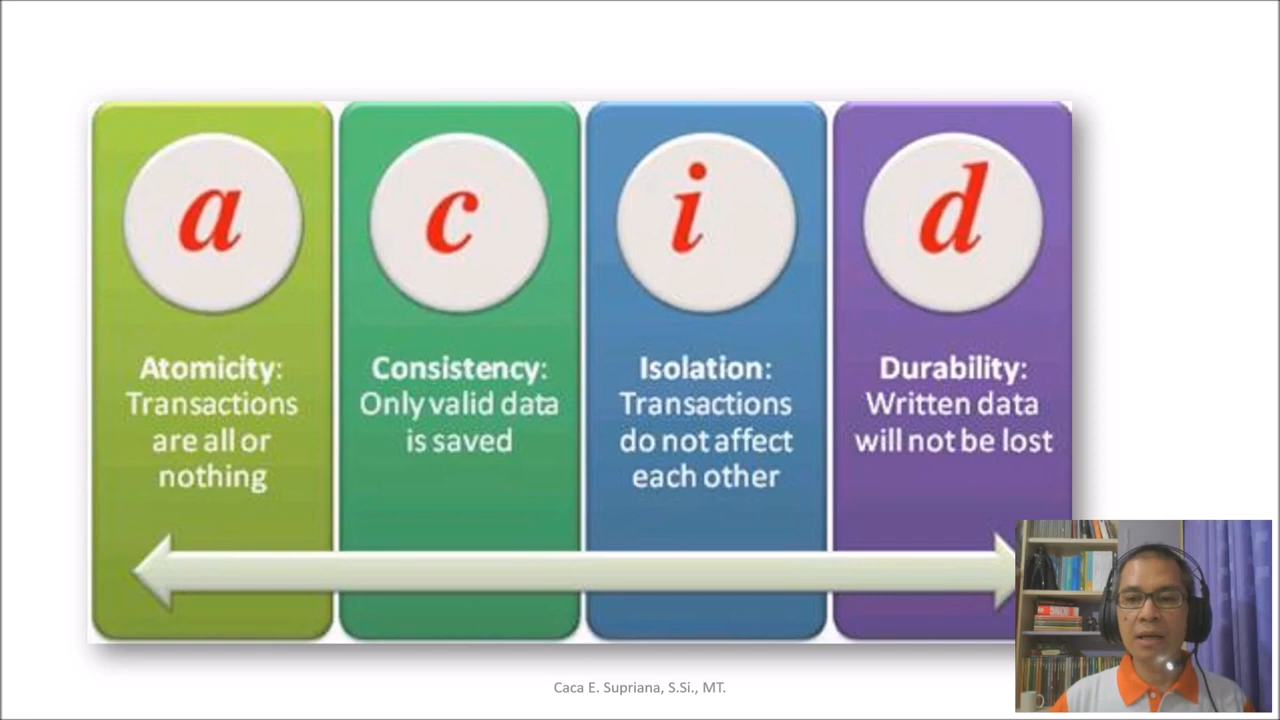 a
c
i
d
Atomicity:
Transactions
are all or
nothing
Consistency:
Only valid data
is saved
Isolation:
Transactions
do not affect
each other
Durability:
Written data
will not be lost
Caca E. Supriana, S.Si., MT.